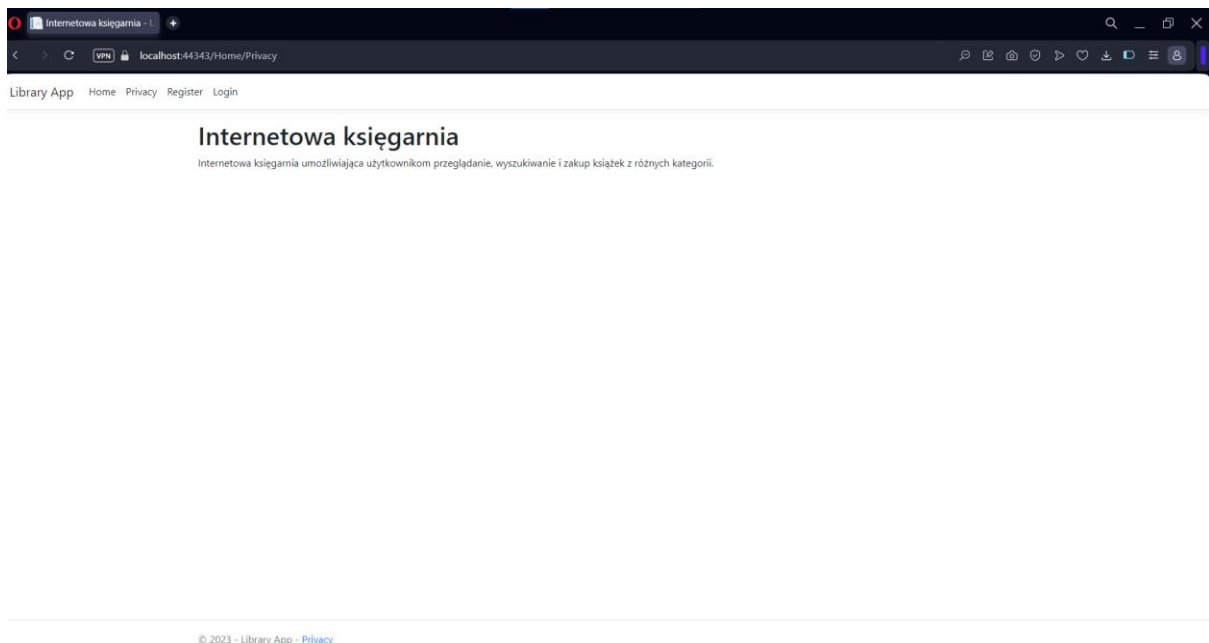 Internetowa księgarnia - L
VPN localhost:44343/Home/Privacy
Library App Home Privacy Register Login
Internetowa księgarnia
Internetowa księgarnia umożliwiająca użytkownikom przeglądanie, wyszukiwanie i zakup książek z różnych kategorii.
© 2023 - Library App - Privacy